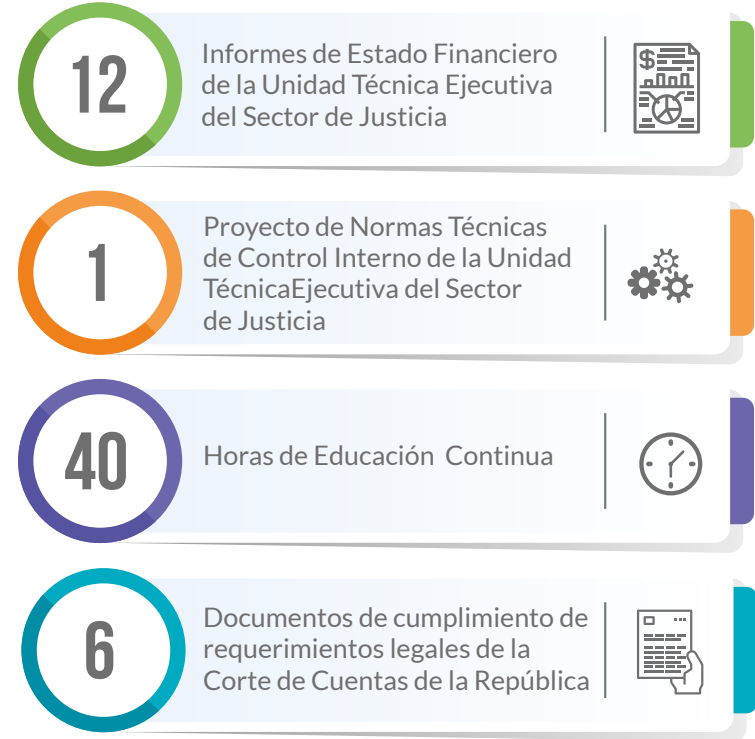 12
Informes de Estado Financiero
de la Unidad Técnica Ejecutiva
del Sector de Justicia
$
1
Proyecto de Normas Técnicas
de Control Interno de la Unidad
TécnicaEjecutiva del Sector
de Justicia
40
Horas de Educación  Continua
6
Documentos de cumplimiento de
requerimientos legales de la
Corte de Cuentas de la República